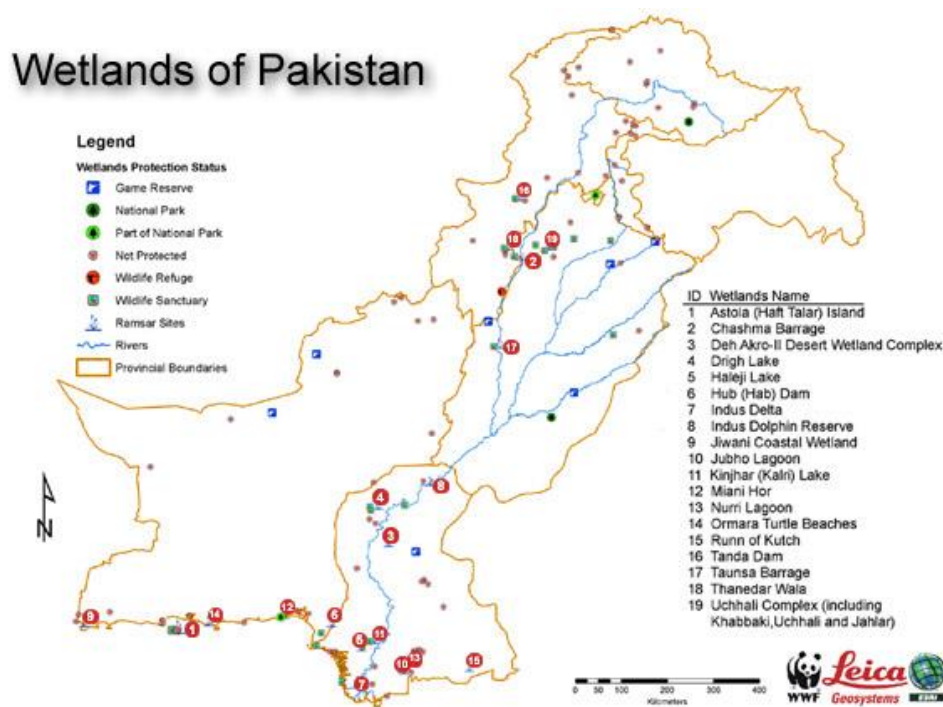 Wetlands of Pakistan
Legend
Wetlands Protection Status
Game Reserve
National Park
Part of National Park
Not Protected
Wildlife Refuge
Wildlife Sanctuary
Ramsar Sites
Rivers
Provincial Boundaries
N
16
18
19
2
17
8
4
3
9
1
14
12
6
5
11
10
13
15
7
ID Wetlands Name
1 Astola (Haft Talar) Island
2 Chashma Barrage
3 Deh Akro-II Desert Wetland Complex
4 Drigh Lake
5 Haleji Lake
6 Hub (Hab) Dam
7 Indus Delta
8 Indus Dolphin Reserve
9 Jiwani Coastal Wetland
10 Jubho Lagoon
11 Kinjhar (Kalri) Lake
12 Miani Hor
13 Nurri Lagoon
14 Ormara Turtle Beaches
15 Runn of Kutch
16 Tanda Dam
17 Taunsa Barrage
18 Thanedar Wala
19 Uchhali Complex (including
Khabbaki,Uchhali and Jahlar)
0 50 100 200 300 400
Kilometers
WWF
Leica
Geosystems
ESRI